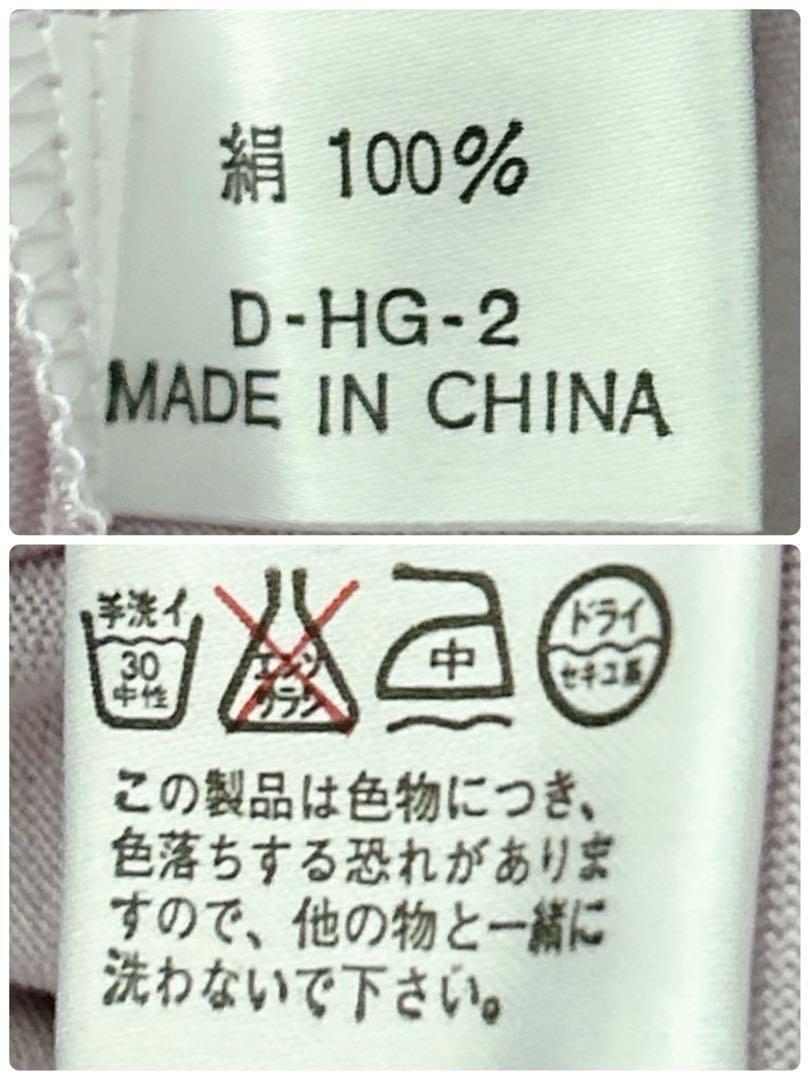 絹 100%
D-HG-2
MADE IN CHINA
手洗イ
30
中性
エンソ
サラシ
中
ドライ
セキユ系
この製品は色物につき、
色落ちする恐れがありま
すので、他の物と一緒に
洗わないで下さい。